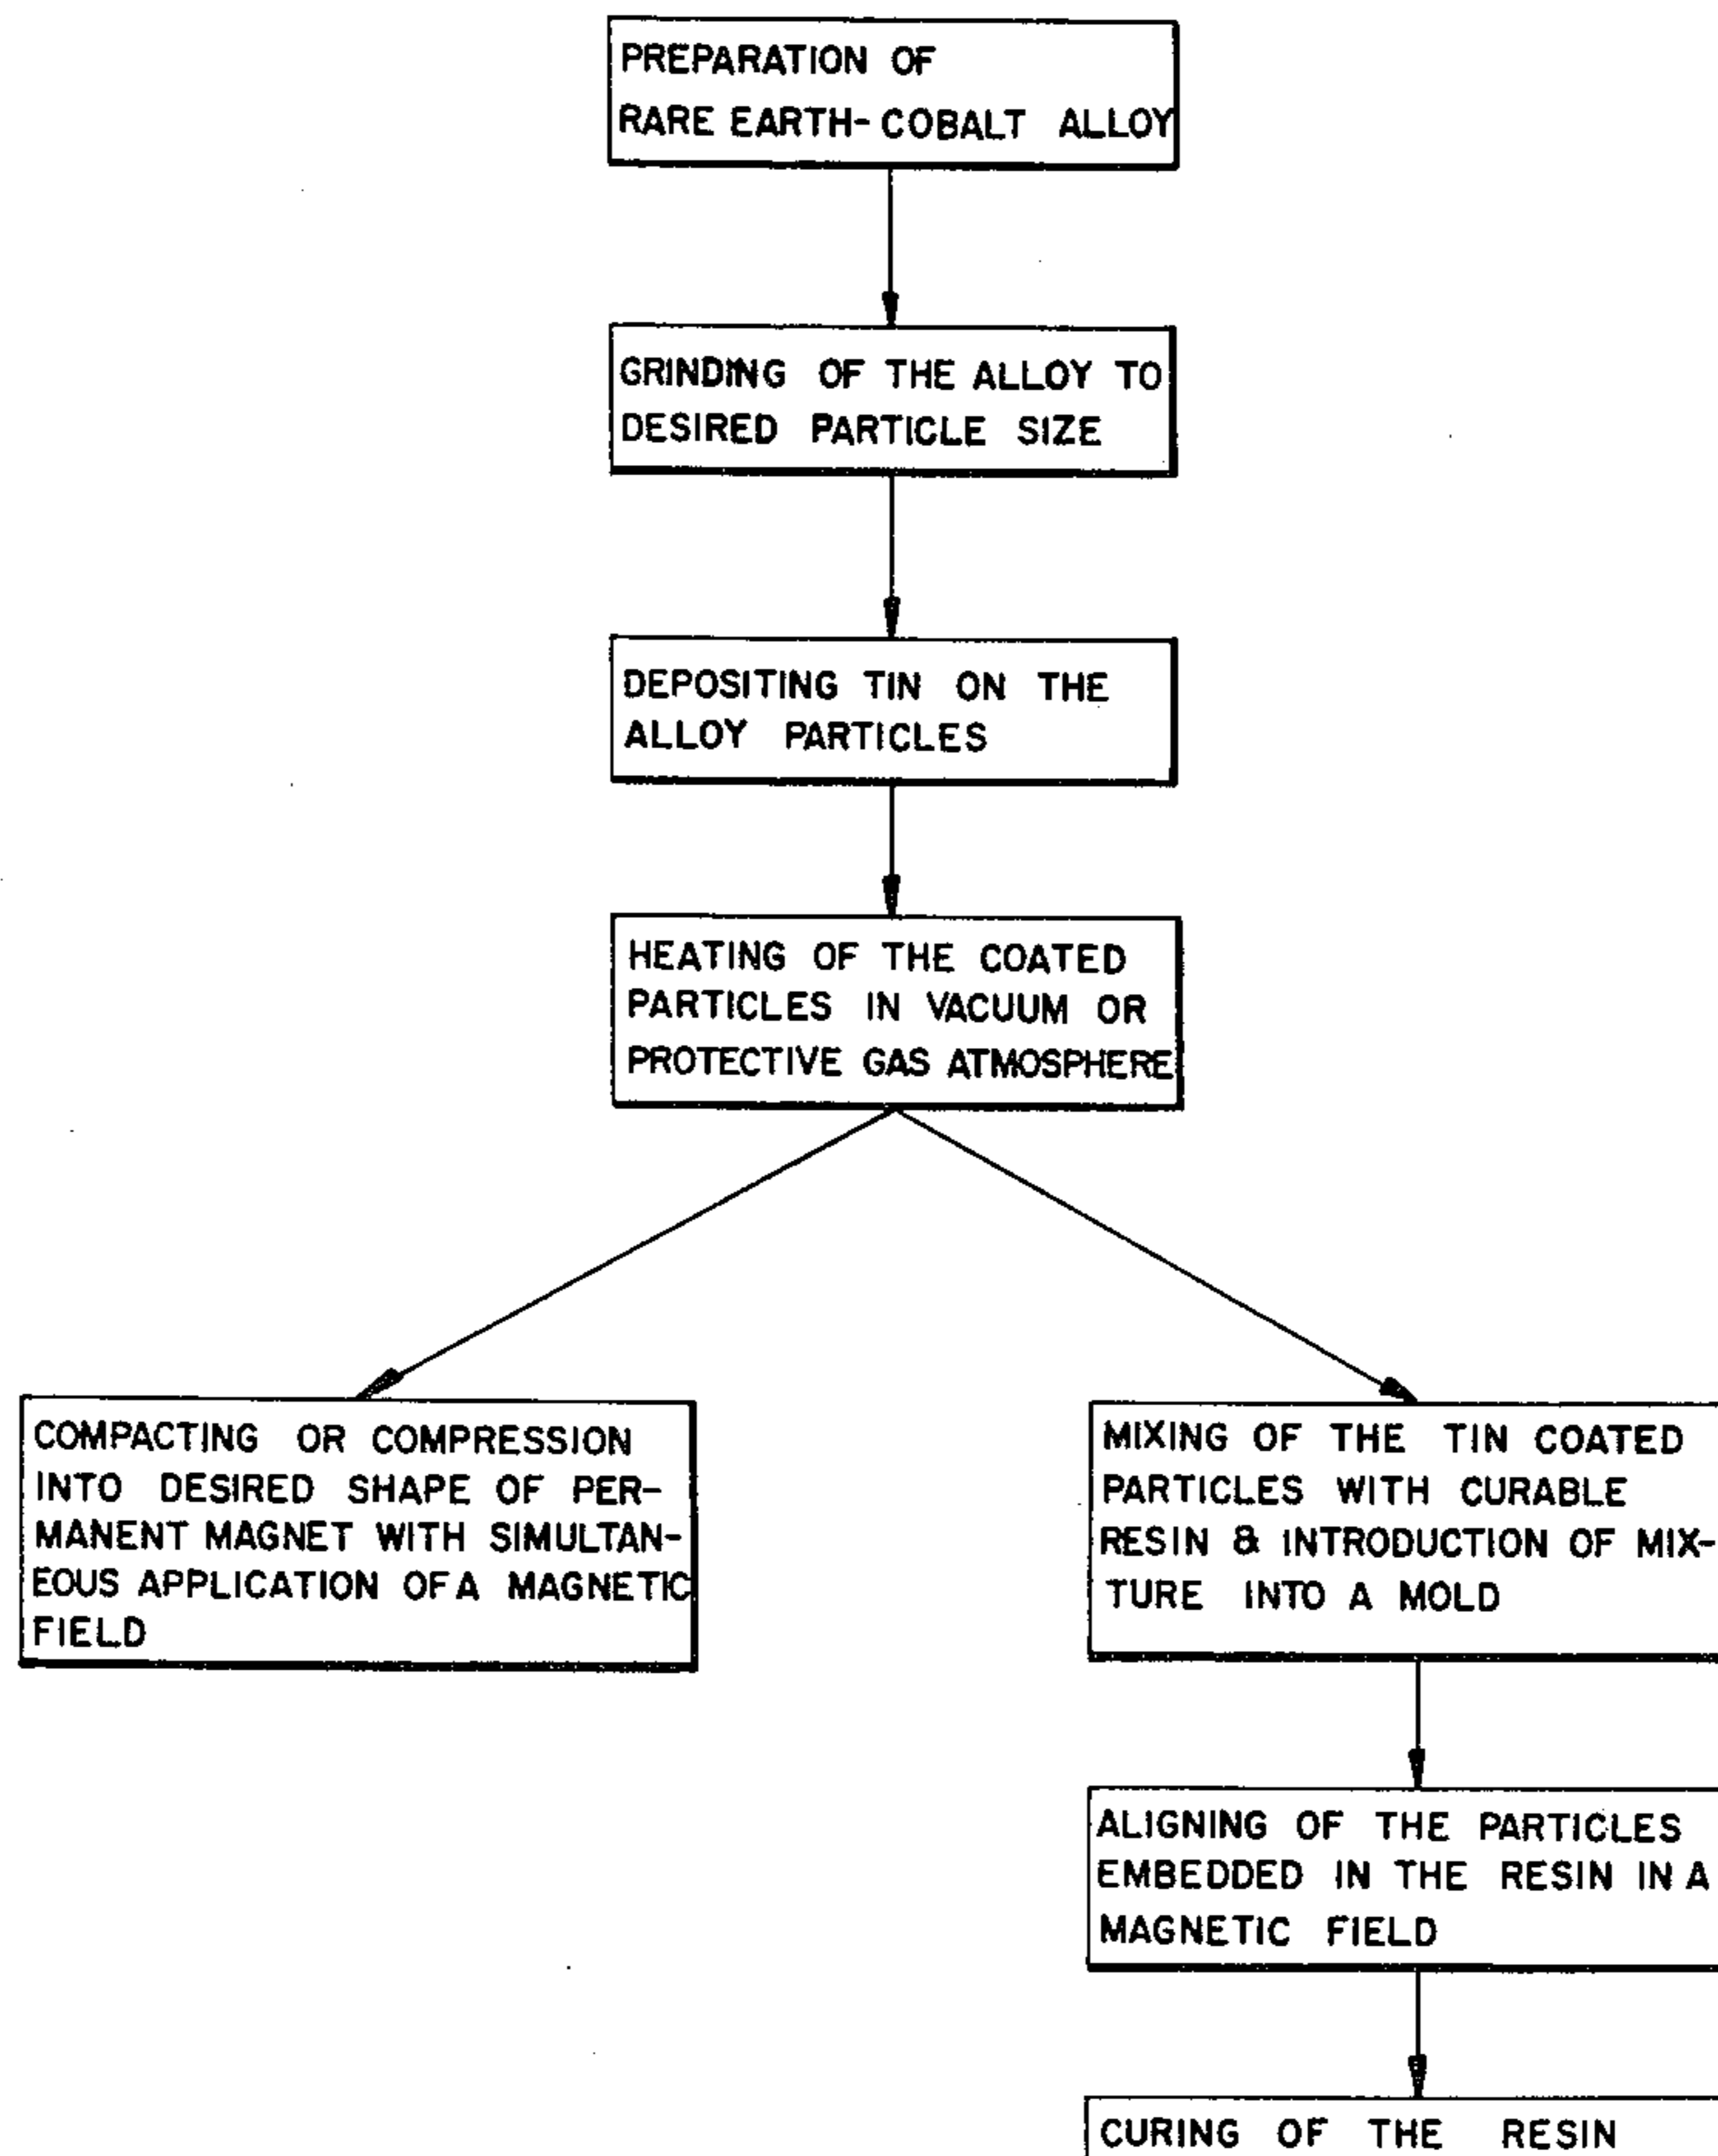 PREPARATION OF
RARE EARTH-COBALT ALLOY
GRINDING OF THE ALLOY TO
DESIRED PARTICLE SIZE
DEPOSITING TIN ON THE
ALLOY PARTICLES
HEATING OF THE COATED
PARTICLES IN VACUUM OR
PROTECTIVE GAS ATMOSPHERE
COMPACTING OR COMPRESSION
INTO DESIRED SHAPE OF PER-
MANENT MAGNET WITH SIMULTAN-
EOUS APPLICATION OF A MAGNETIC
FIELD
MIXING OF THE TIN COATED
PARTICLES WITH CURABLE
RESIN & INTRODUCTION OF MIX-
TURE INTO A MOLD
ALIGNING OF THE PARTICLES
EMBEDDED IN THE RESIN IN A
MAGNETIC FIELD
CURING OF THE RESIN